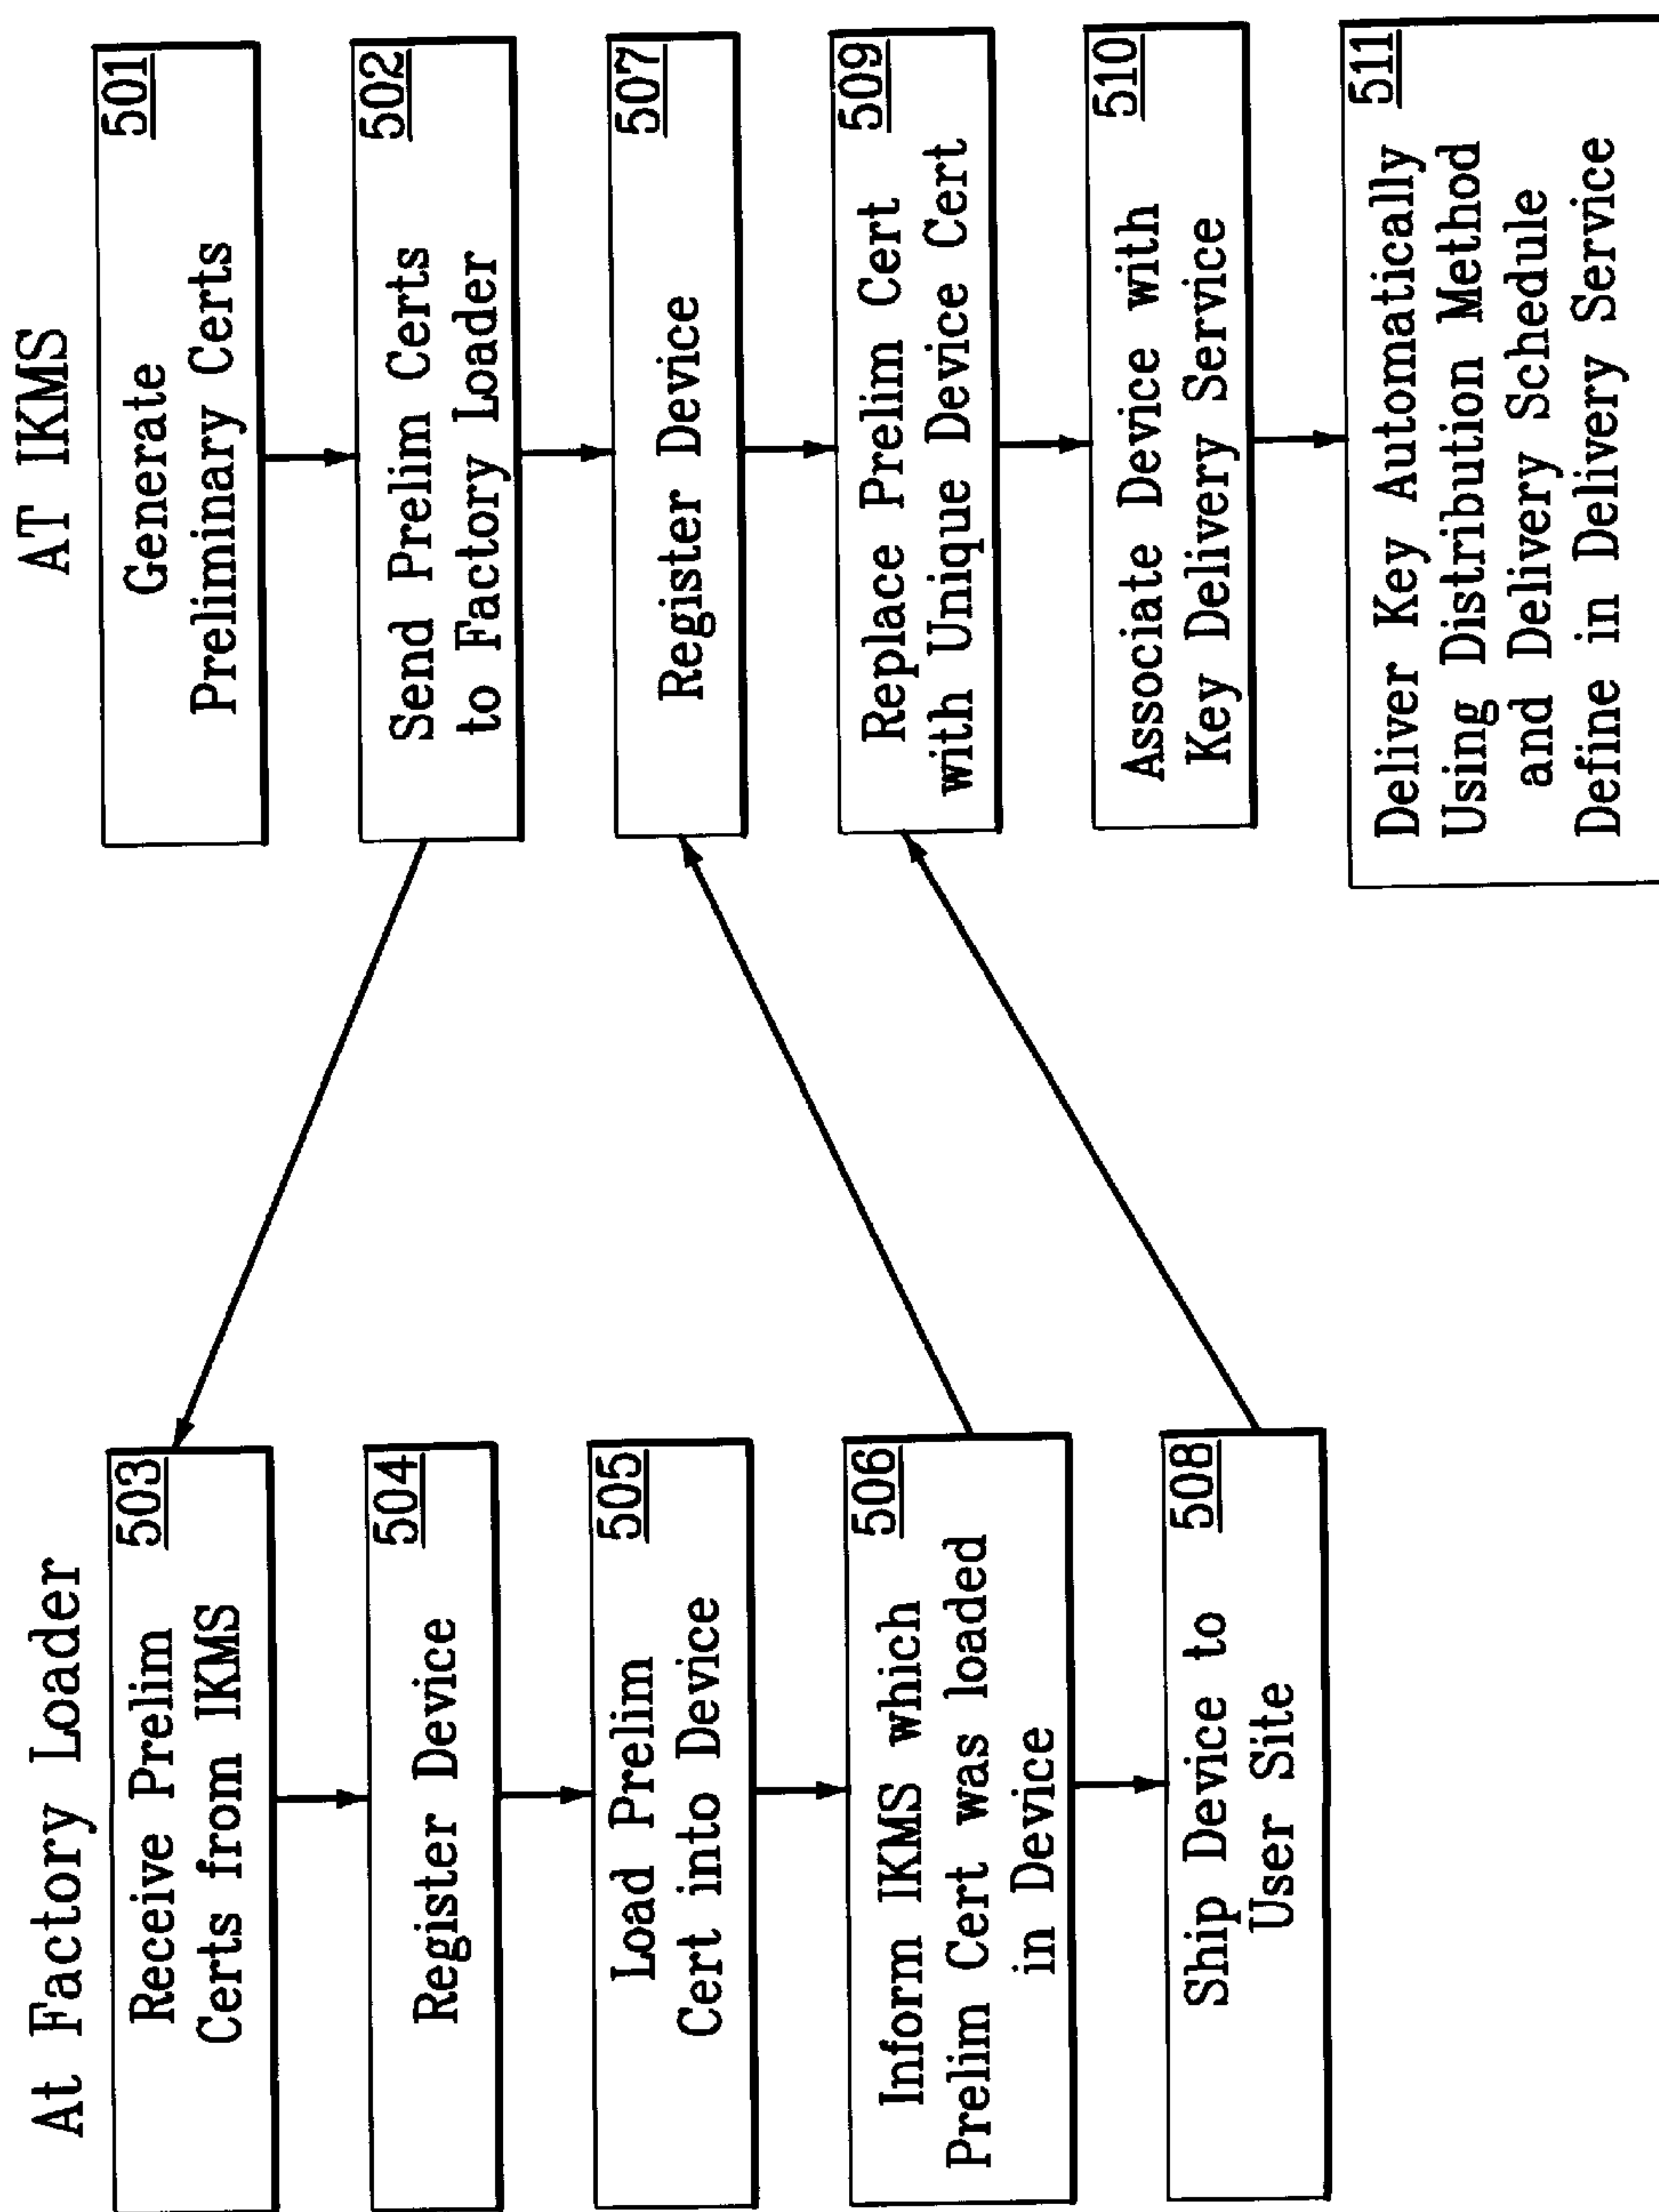 At Factory Loader
503
Receive Prelim
Certs from IKMS
504
Register Device
505
Load Prelim
Cert into Device
506
Inform IKMS which
Prelim Cert was loaded
in Device
508
Ship Device to
User Site
AT IKMS
501
Generate
Preliminary Certs
502
Send Prelim Certs
to Factory Loader
507
Register Device
509
Replace Prelim Cert
with Unique Device Cert
510
Associate Device with
Key Delivery Service
511
Deliver Key Automatically
Using Distribution Method
and Delivery Schedule
Define in Delivery Service